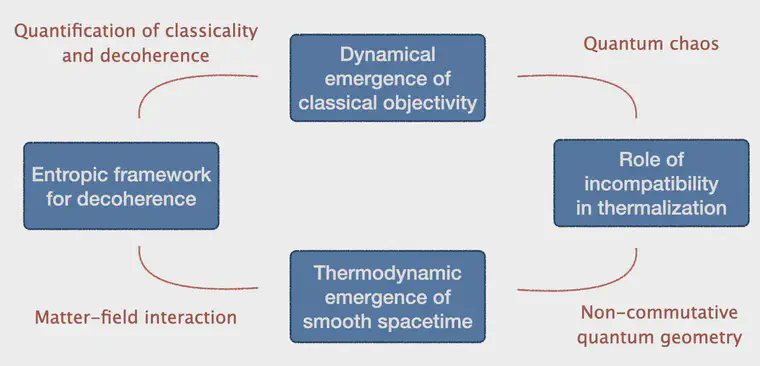 Quantification of classicality
and decoherence
Dynamical
emergence of
classical objectivity
Quantum chaos
Entropic framework
for decoherence
Role of
incompatibility
in thermalization
Thermodynamic
emergence of
smooth spacetime
Matter–field interaction
Non-commutative
quantum geometry